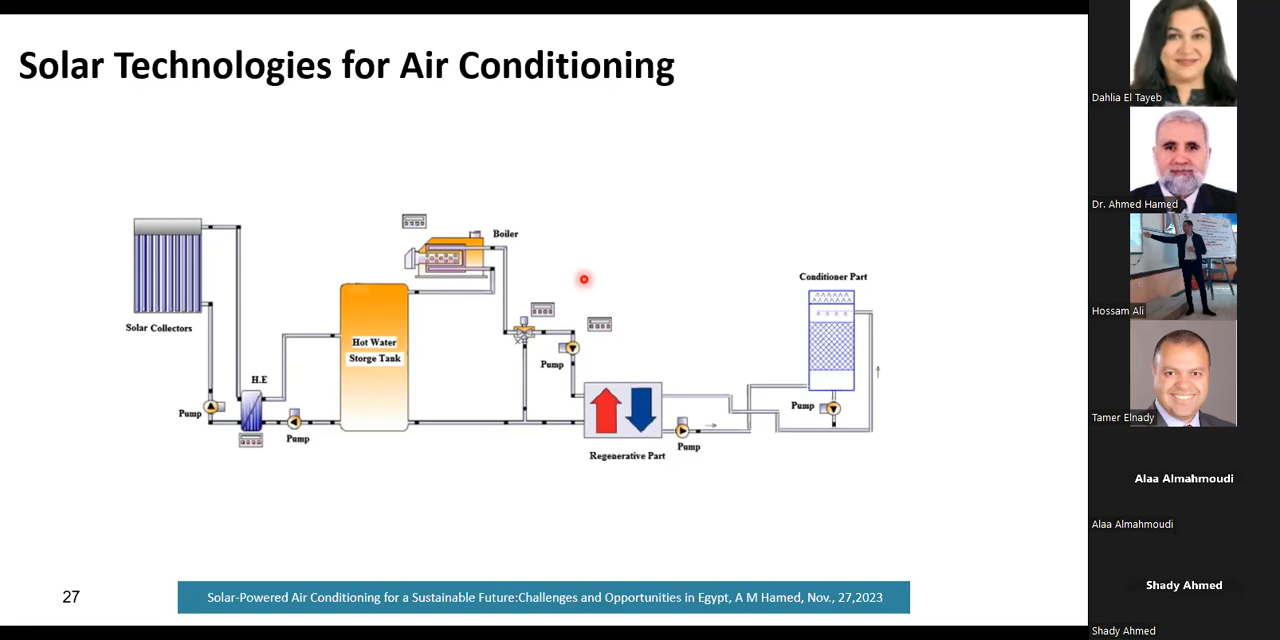 Solar Technologies for Air Conditioning
Boiler
Conditioner Part
Solar Collectors
Hot Water
Storge Tank
Pump
H.E
Pump
Pump
Pump
Pump
Regenerative Part
27
Solar-Powered Air Conditioning for a Sustainable Future:Challenges and Opportunities in Egypt, A M Hamed, Nov., 27,2023
Dahlia El Tayeb
Dr. Ahmed Hamed
Hossam Ali
Tamer Elnady
Alaa Almahmoudi
Alaa Almahmoudi
Shady Ahmed
Shady Ahmed